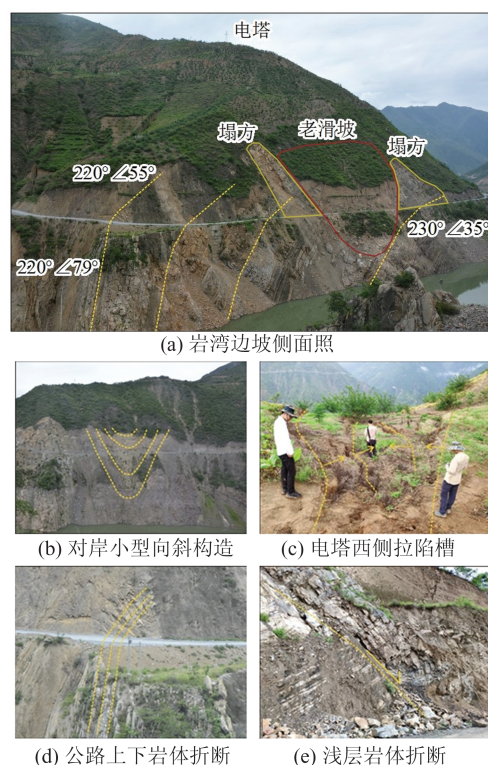 电塔
塌方
老滑坡
塌方
220°∠55°
220°∠79°
230°∠35°
(a) 岩湾边坡侧面照
(b) 对岸小型向斜构造
(c) 电塔西侧拉陷槽
(d) 公路上下岩体折断
(e) 浅层岩体折断